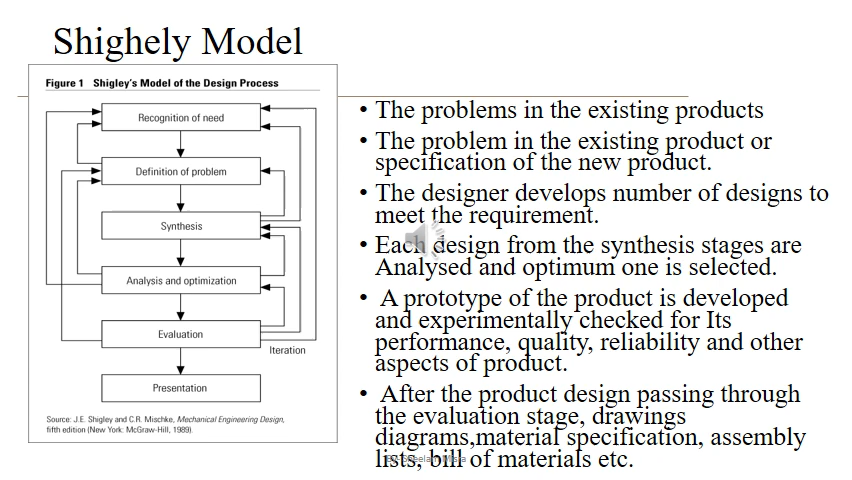 Shighely Model
Figure 1 Shigley's Model of the Design Process
Recognition of need
Definition of problem
Synthesis
Analysis and optimization
Evaluation
Iteration
Presentation
Source: J.E. Shigley and C.R. Mischke, Mechanical Engineering Design,
fifth edition (New York: McGraw-Hill, 1989).
• The problems in the existing products
• The problem in the existing product or
specification of the new product.
• The designer develops number of designs to
meet the requirement.
• Each design from the synthesis stages are
Analysed and optimum one is selected.
• A prototype of the product is developed
and experimentally checked for Its
performance, quality, reliability and other
aspects of product.
• After the product design passing through
the evaluation stage, drawings
diagrams,material specification, assembly
lists, bill of materials etc.